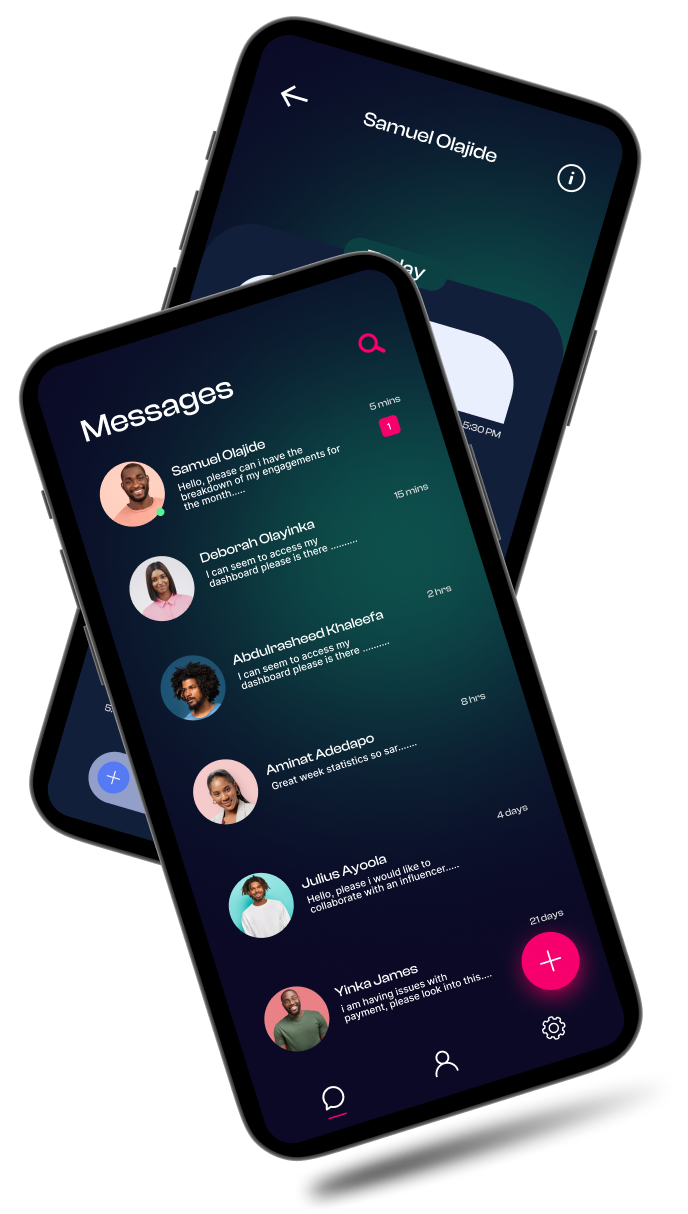 Samuel Olajide
5:30 PM
Messages
5 mins
Samuel Olajide
1
Hello, please can i have the
breakdown of my engagements for
the month.....
15 mins
Deborah Olayinka
I can seem to access my
dashboard please is there ..........
2 hrs
Abdulrasheed Khaleefa
I can seem to access my
dashboard please is there ..........
8 hrs
Aminat Adedapo
Great week statistics so sar.......
4 days
Julius Ayoola
Hello, please i would like to
collaborate with an influencer.....
21 days
Yinka James
i am having issues with
payment, please look into this....